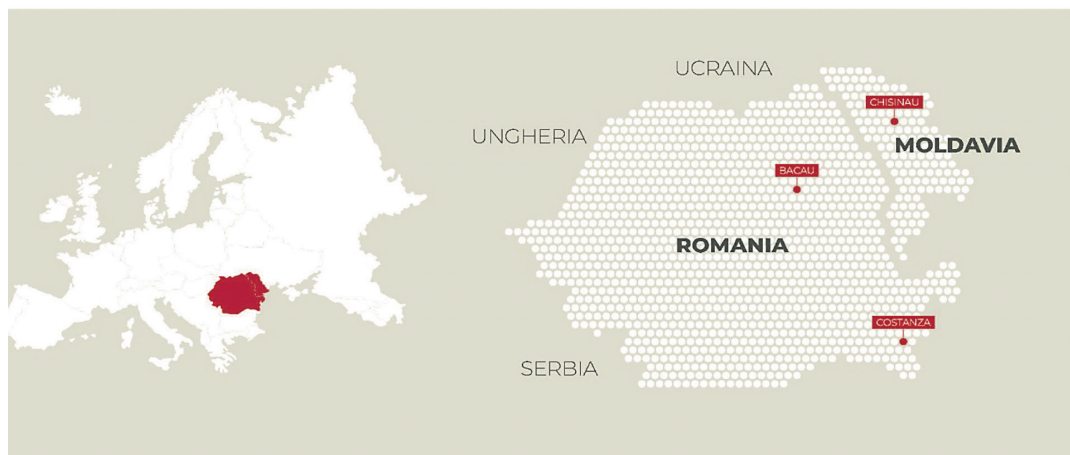 UCRAINA
CHISINAU
UNGHERIA
MOLDAVIA
BACAU
ROMANIA
COSTANZA
SERBIA